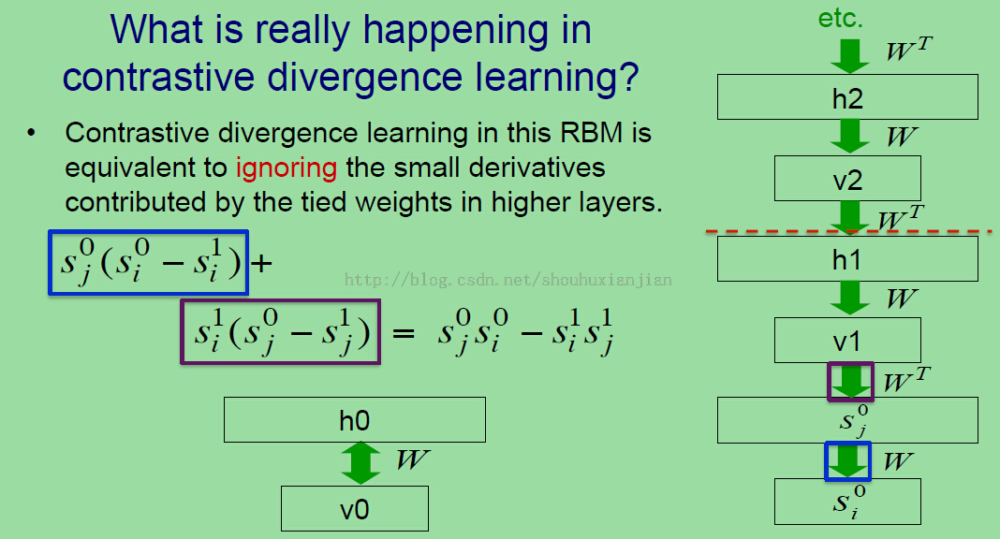 What is really happening in
contrastive divergence learning?
• Contrastive divergence learning in this RBM is
equivalent to ignoring the small derivatives
contributed by the tied weights in higher layers.
s_j^0 (s_i^0 − s_i^1) +
http://blog.csdn.net/shouhuxianjian
s_i^1 (s_j^0 − s_j^1) = s_j^0 s_i^0 − s_i^1 s_j^1
h0
W
v0
etc.
W^T
h2
W
v2
W^T
h1
W
v1
W^T
s_j^0
W
s_i^0